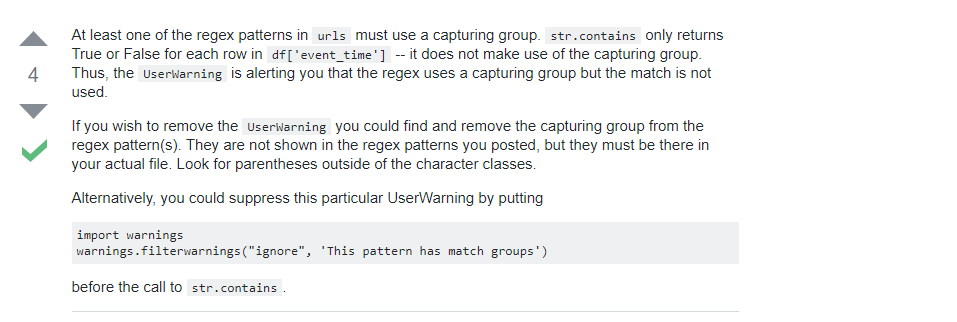 At least one of the regex patterns in urls must use a capturing group. str.contains only returns
True or False for each row in df['event_time'] -- it does not make use of the capturing group.
4
Thus, the UserWarning is alerting you that the regex uses a capturing group but the match is not
used.
If you wish to remove the UserWarning you could find and remove the capturing group from the
regex pattern(s). They are not shown in the regex patterns you posted, but they must be there in
your actual file. Look for parentheses outside of the character classes.
Alternatively, you could suppress this particular UserWarning by putting
import warnings
warnings.filterwarnings("ignore", 'This pattern has match groups')
before the call to str.contains .